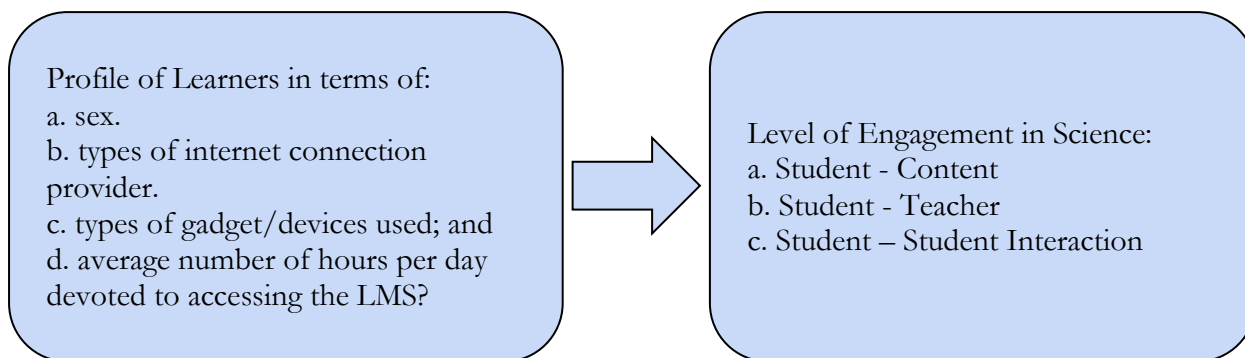 Profile of Learners in terms of:
a. sex.
b. types of internet connection
provider.
c. types of gadget/devices used; and
d. average number of hours per day
devoted to accessing the LMS?
Level of Engagement in Science:
a. Student - Content
b. Student - Teacher
c. Student – Student Interaction